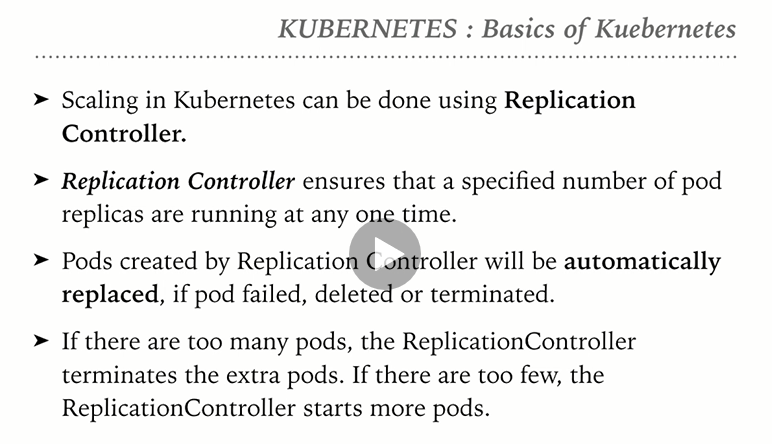 KUBERNETES : Basics of Kuebernetes
➤ Scaling in Kubernetes can be done using Replication
Controller.
➤ Replication Controller ensures that a specified number of pod
replicas are running at any one time.
➤ Pods created by Replication Controller will be automatically
replaced, if pod failed, deleted or terminated.
➤ If there are too many pods, the ReplicationController
terminates the extra pods. If there are too few, the
ReplicationController starts more pods.